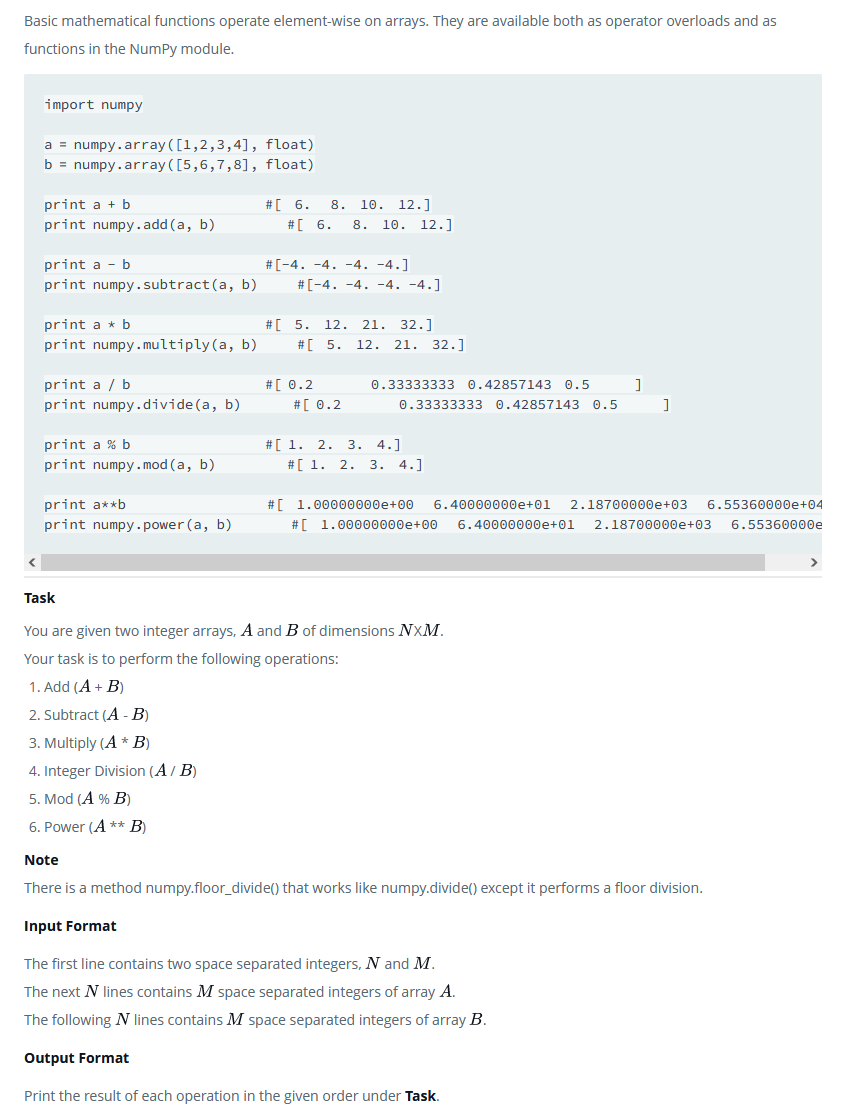 Basic mathematical functions operate element-wise on arrays. They are available both as operator overloads and as
functions in the NumPy module.
import numpy
a = numpy.array([1,2,3,4], float)
b = numpy.array([5,6,7,8], float)
print a + b #[ 6. 8. 10. 12.]
print numpy.add(a, b) #[ 6. 8. 10. 12.]
print a - b #[-4. -4. -4. -4.]
print numpy.subtract(a, b) #[-4. -4. -4. -4.]
print a * b #[ 5. 12. 21. 32.]
print numpy.multiply(a, b) #[ 5. 12. 21. 32.]
print a / b #[ 0.2 0.33333333 0.42857143 0.5 ]
print numpy.divide(a, b) #[ 0.2 0.33333333 0.42857143 0.5 ]
print a % b #[ 1. 2. 3. 4.]
print numpy.mod(a, b) #[ 1. 2. 3. 4.]
print a**b #[ 1.00000000e+00 6.40000000e+01 2.18700000e+03 6.55360000e+04
print numpy.power(a, b) #[ 1.00000000e+00 6.40000000e+01 2.18700000e+03 6.55360000e
Task
You are given two integer arrays, A and B of dimensions NXM.
Your task is to perform the following operations:
1. Add (A + B)
2. Subtract (A - B)
3. Multiply (A * B)
4. Integer Division (A / B)
5. Mod (A % B)
6. Power (A ** B)
Note
There is a method numpy.floor_divide() that works like numpy.divide() except it performs a floor division.
Input Format
The first line contains two space separated integers, N and M.
The next N lines contains M space separated integers of array A.
The following N lines contains M space separated integers of array B.
Output Format
Print the result of each operation in the given order under Task.